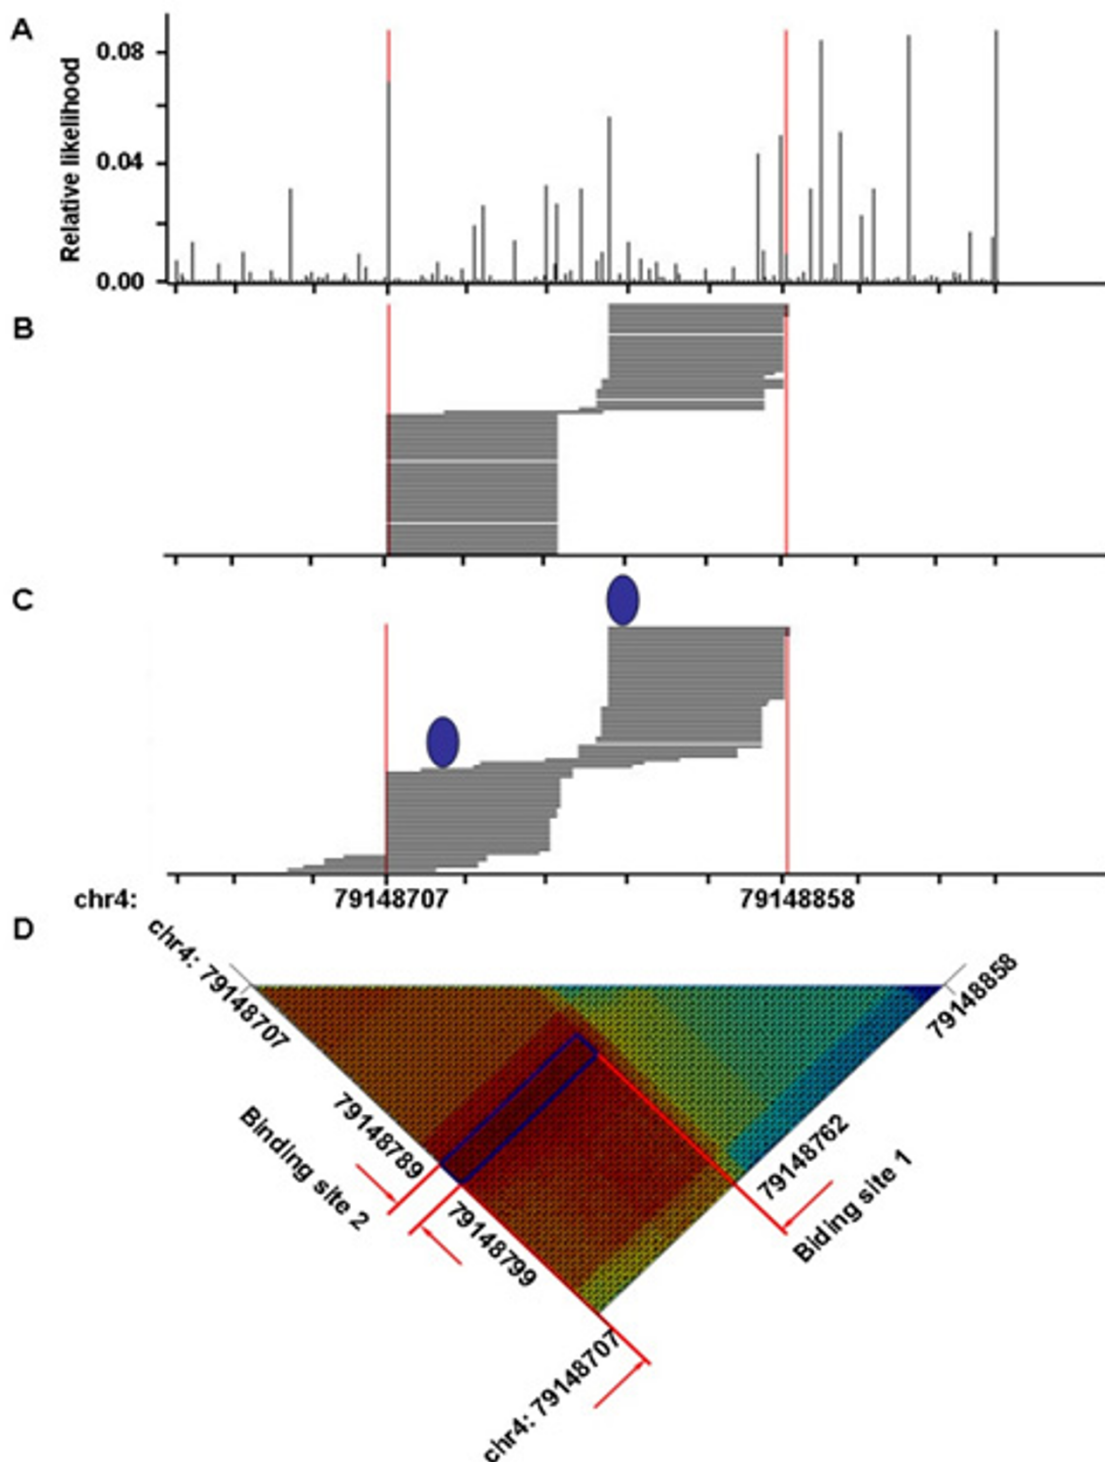 A
Relative likelihood
0.08
0.04
0.00
B
C
chr4:
79148707
79148858
D
chr4: 79148707
79148858
79148789
Binding site 2
79148762
Biding site 1
79148799
chr4: 79148707